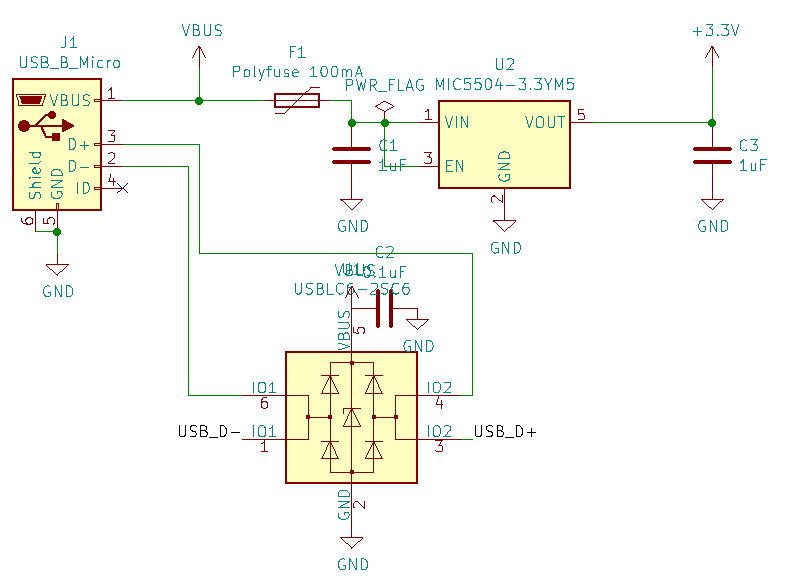 VBUS
+3.3V
J1
USB_B_Micro
F1
Polyfuse 100mA
PWR_FLAG
U2
MIC5504-3.3YM5
VBUS
1
D+
3
D-
2
ID
4
Shield
GND
6
5
GND
1
VIN
3
EN
VOUT
5
GND
2
C1
1uF
GND
GND
C3
1uF
GND
C2
0.1uF
VBUS
U1
USBLC6-2SC6
GND
VBUS
5
IO1
6
IO2
4
USB_D-
IO1
1
IO2
3
USB_D+
GND
2
GND